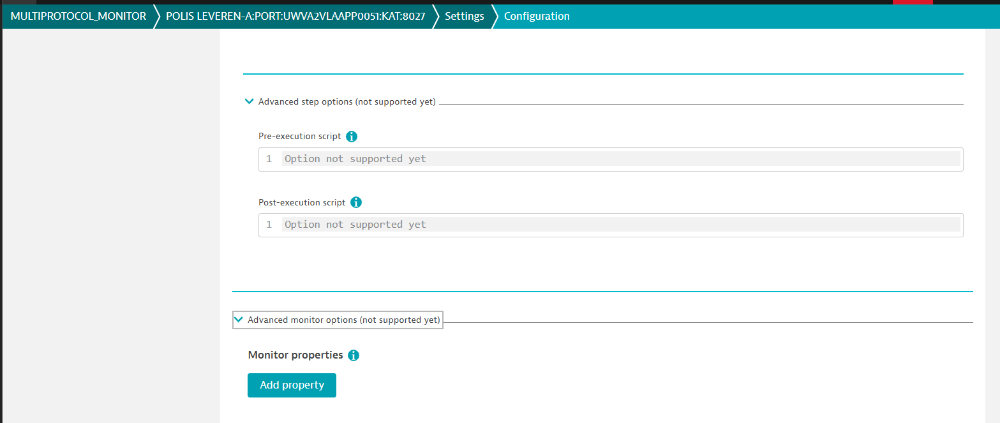 MULTIPROTOCOL_MONITOR POLIS LEVEREN-A:PORT:UWVA2VLAAPP0051:KAT:8027 Settings Configuration
Advanced step options (not supported yet)
Pre-execution script
1 Option not supported yet
Post-execution script
1 Option not supported yet
Advanced monitor options (not supported yet)
Monitor properties
Add property